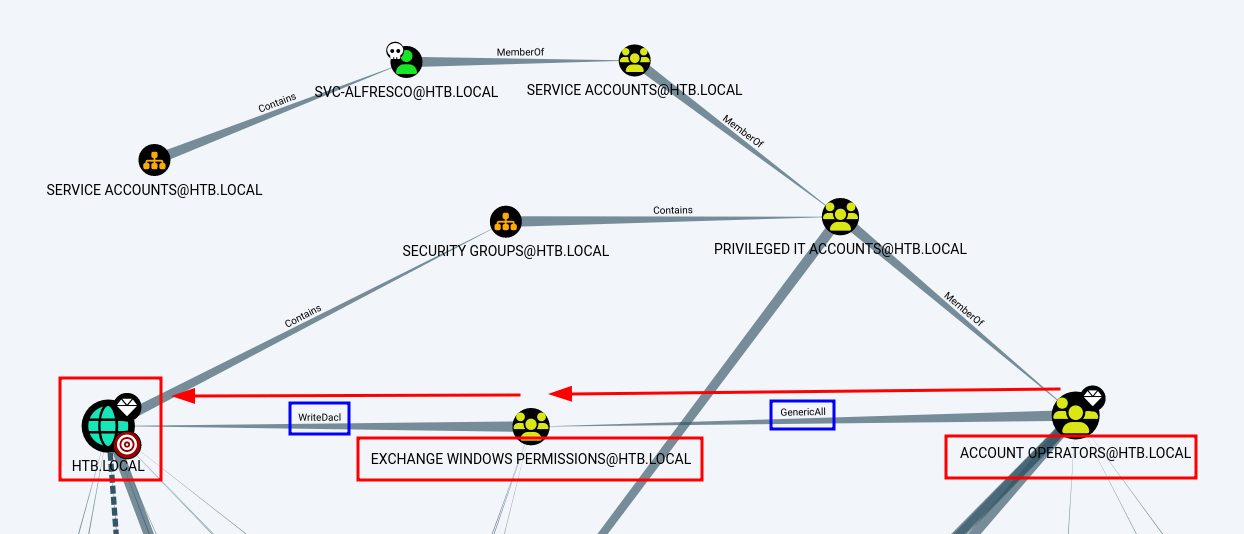 MemberOf
SVC-ALFRESCO@HTB.LOCAL
SERVICE ACCOUNTS@HTB.LOCAL
Contains
MemberOf
SERVICE ACCOUNTS@HTB.LOCAL
Contains
SECURITY GROUPS@HTB.LOCAL
PRIVILEGED IT ACCOUNTS@HTB.LOCAL
Contains
MemberOf
WriteDacl
GenericAll
HTB.LOCAL
EXCHANGE WINDOWS PERMISSIONS@HTB.LOCAL
ACCOUNT OPERATORS@HTB.LOCAL